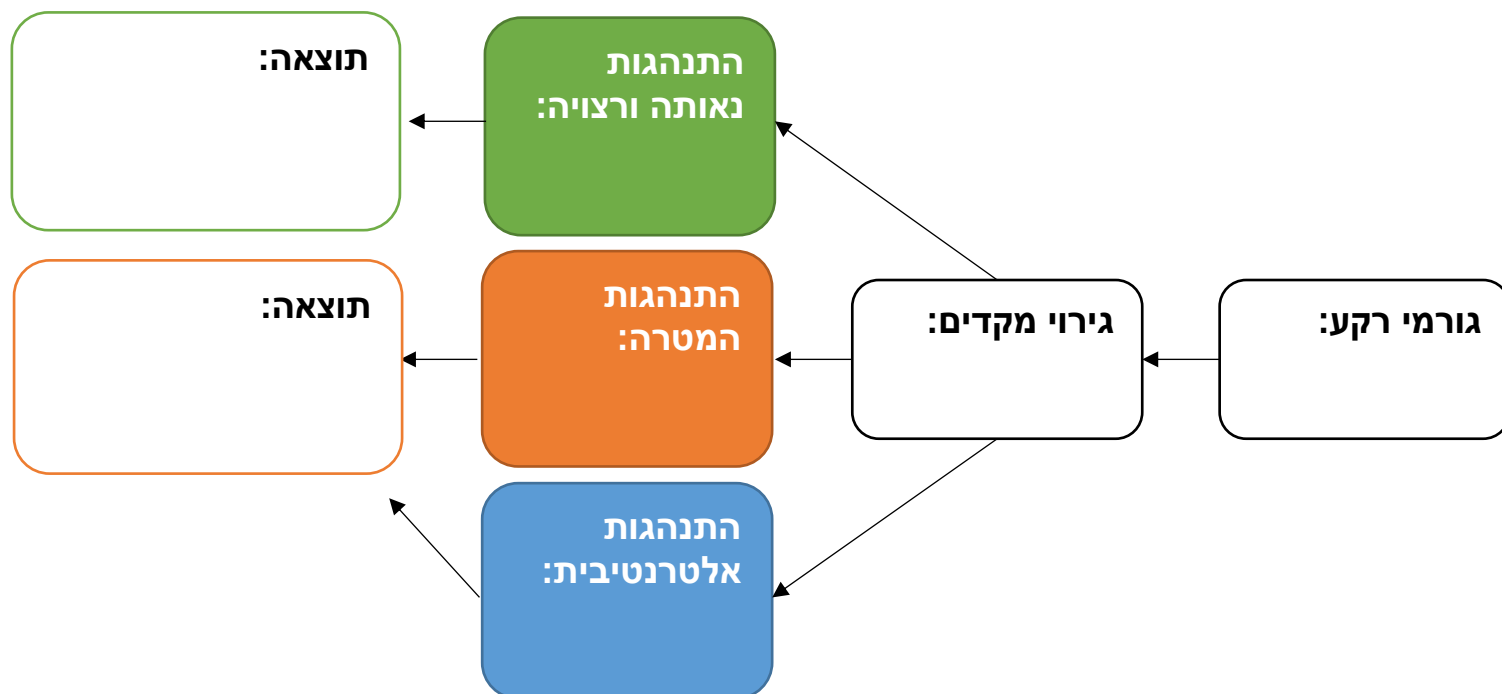 התנהגות
נאותה ורצויה:
תוצאה:
גורמי רקע:
גירוי מקדים:
התנהגות
המטרה:
תוצאה:
התנהגות
אלטרנטיבית: